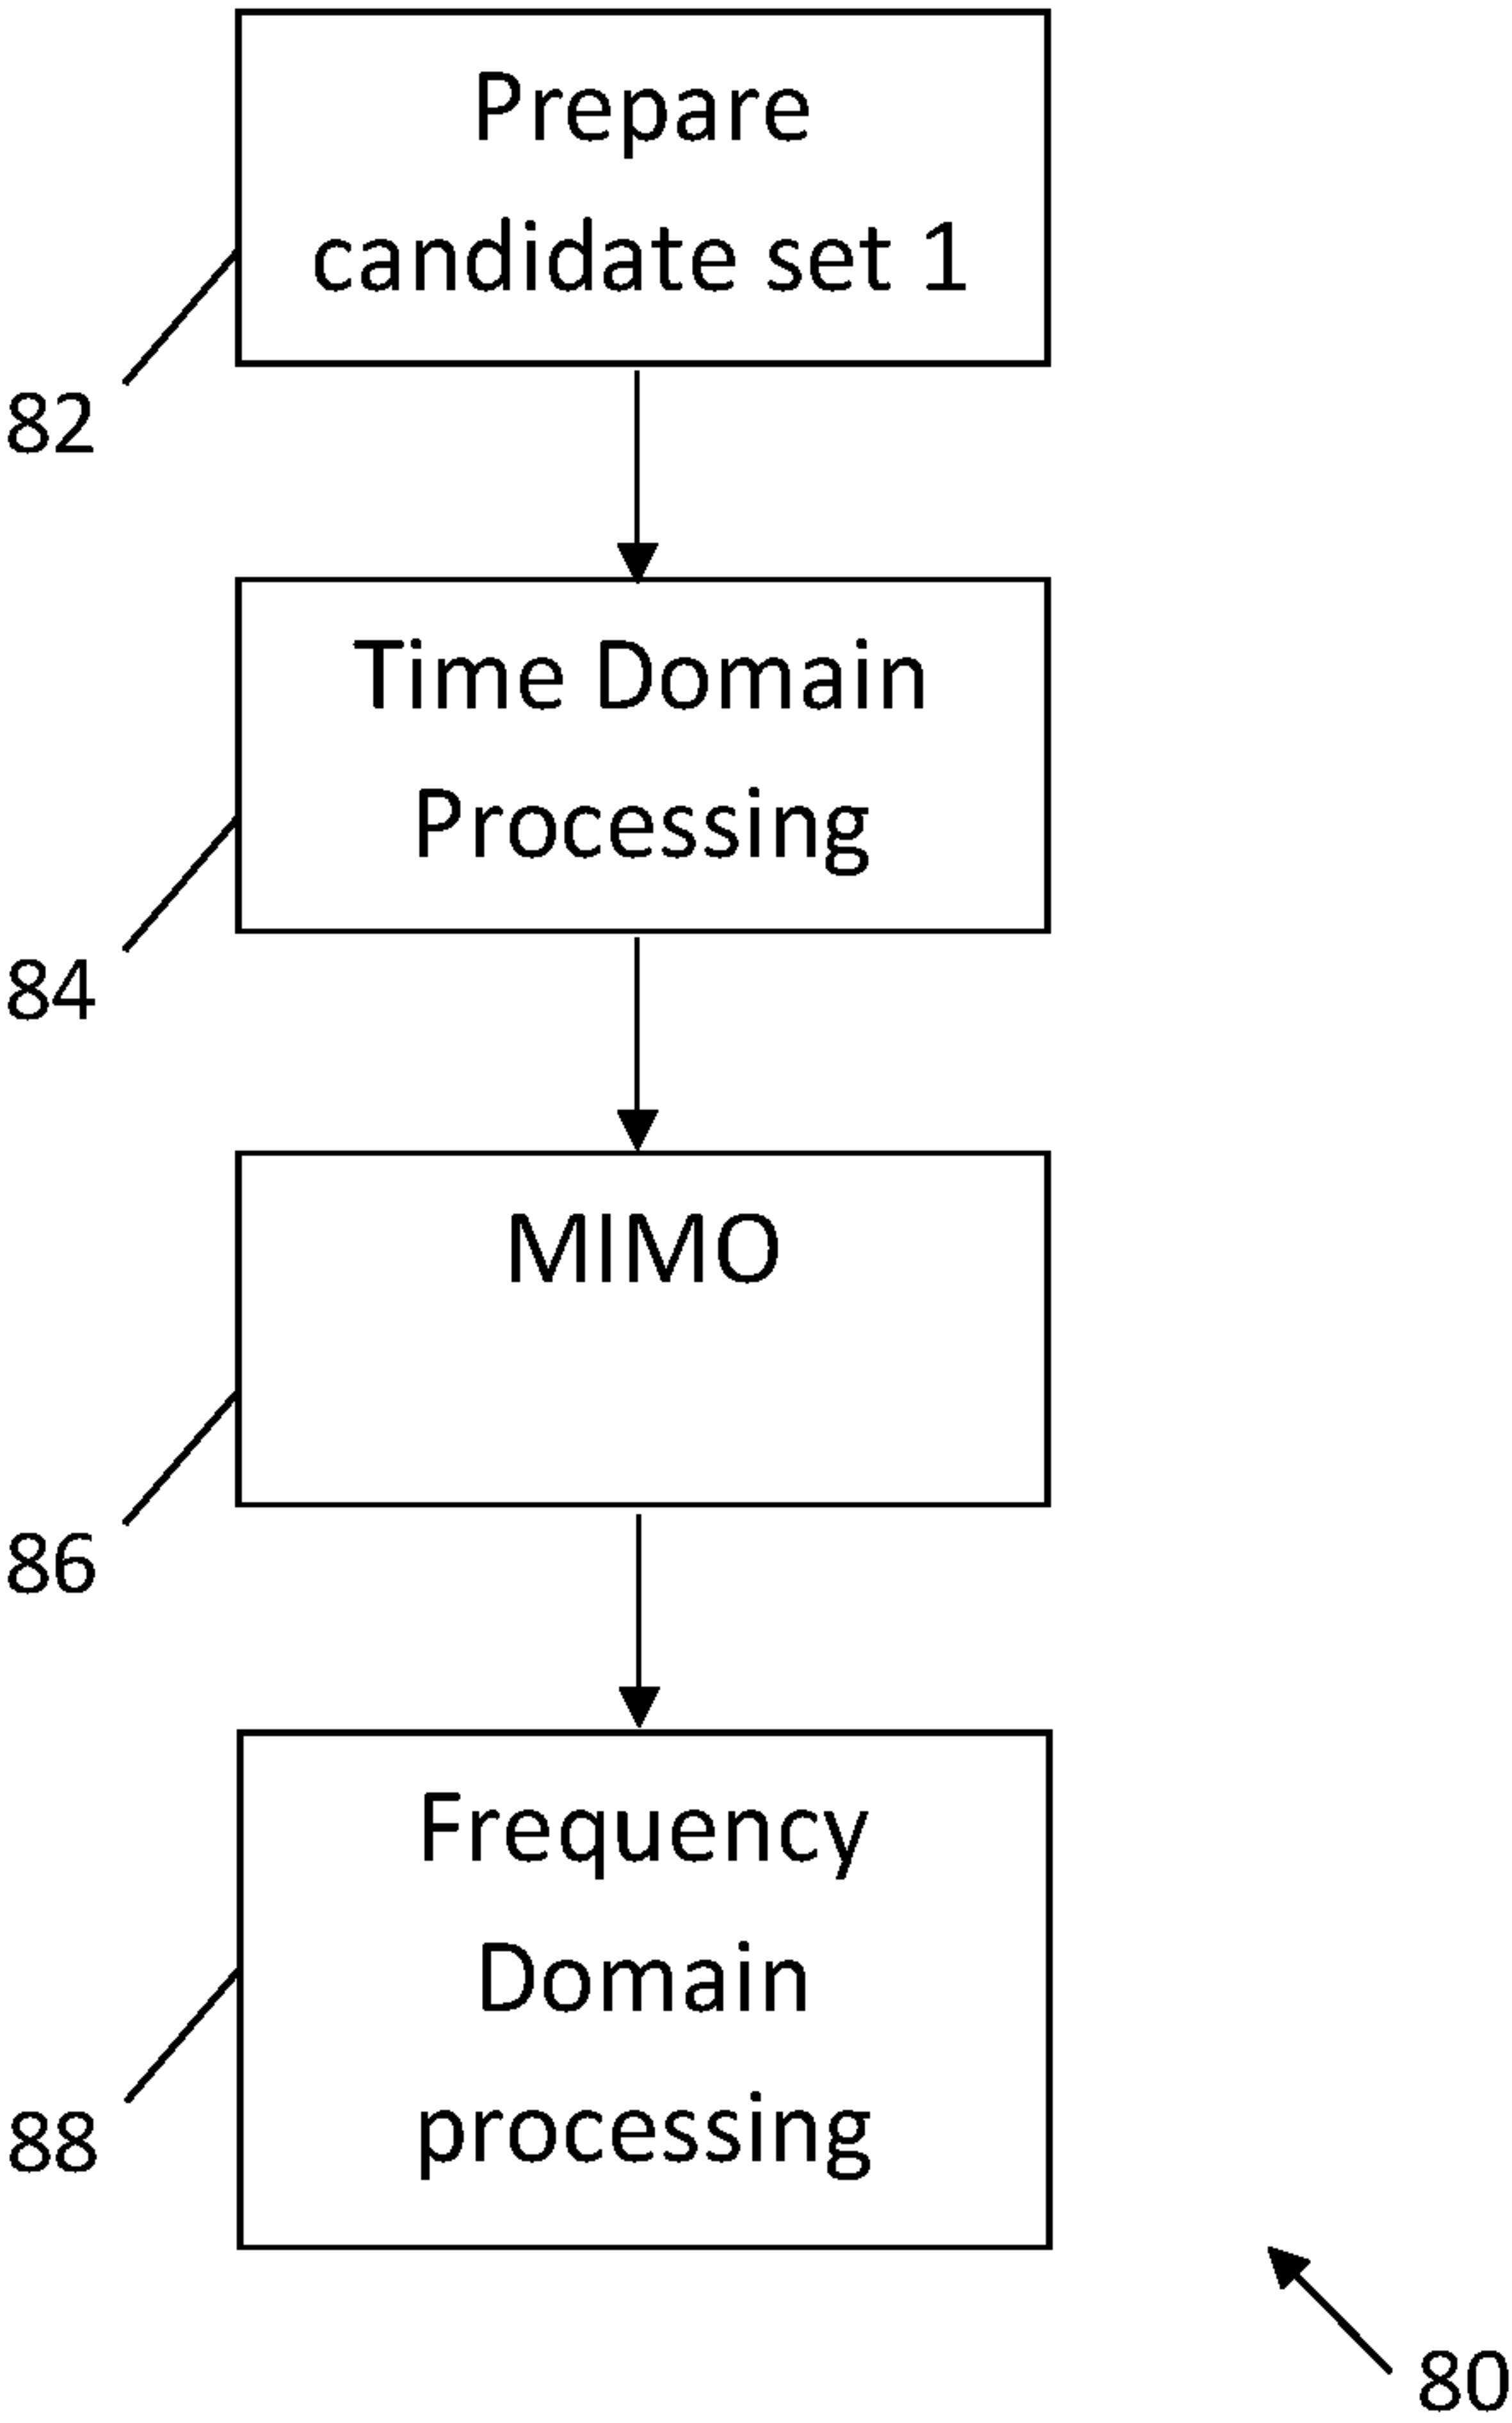 Prepare
candidate set 1
82
Time Domain
Processing
84
MIMO
86
Frequency
Domain
processing
88
80